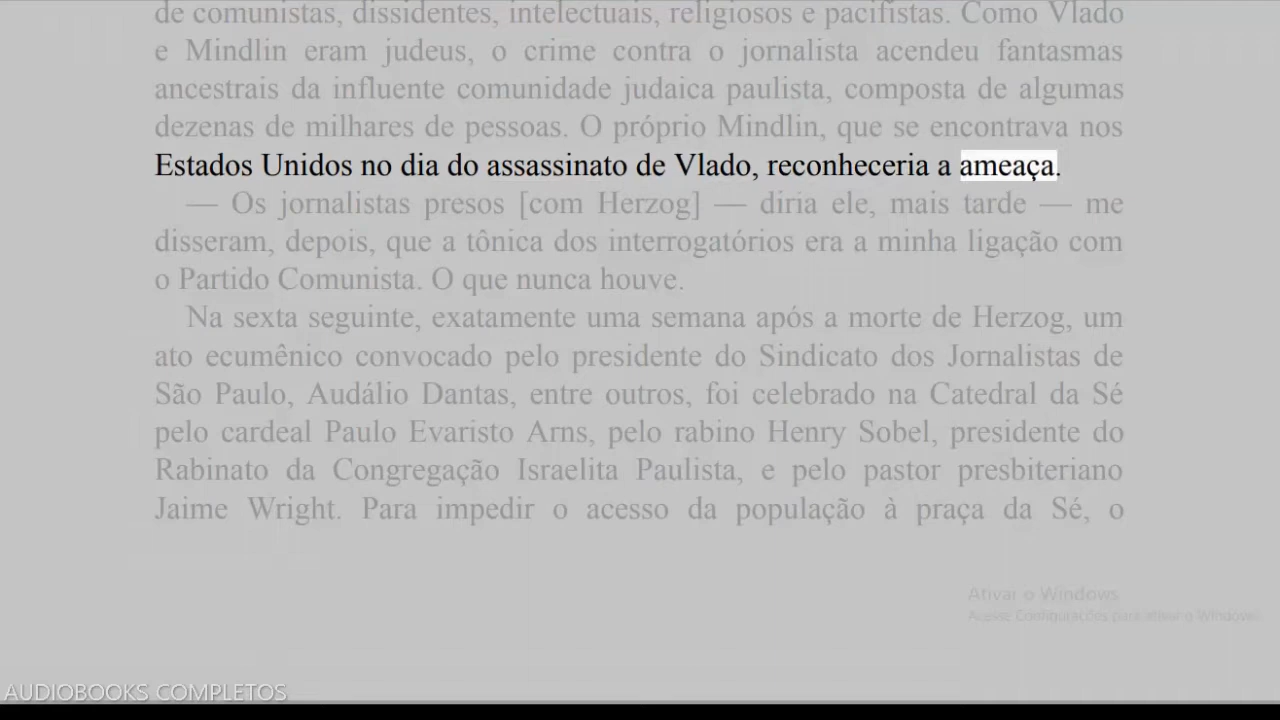 de comunistas, dissidentes, intelectuais, religiosos e pacifistas. Como Vlado
e Mindlin eram judeus, o crime contra o jornalista acendeu fantasmas
ancestrais da influente comunidade judaica paulista, composta de algumas
dezenas de milhares de pessoas. O próprio Mindlin, que se encontrava nos
Estados Unidos no dia do assassinato de Vlado, reconheceria a ameaça.
— Os jornalistas presos [com Herzog] — diria ele, mais tarde — me
disseram, depois, que a tônica dos interrogatórios era a minha ligação com
o Partido Comunista. O que nunca houve.
Na sexta seguinte, exatamente uma semana após a morte de Herzog, um
ato ecumênico convocado pelo presidente do Sindicato dos Jornalistas de
São Paulo, Audálio Dantas, entre outros, foi celebrado na Catedral da Sé
pelo cardeal Paulo Evaristo Arns, pelo rabino Henry Sobel, presidente do
Rabinato da Congregação Israelita Paulista, e pelo pastor presbiteriano
Jaime Wright. Para impedir o acesso da população à praça da Sé, o
Ativar o Windows
Acesse Configurações para ativar o Windows.
AUDIOBOOKS COMPLETOS